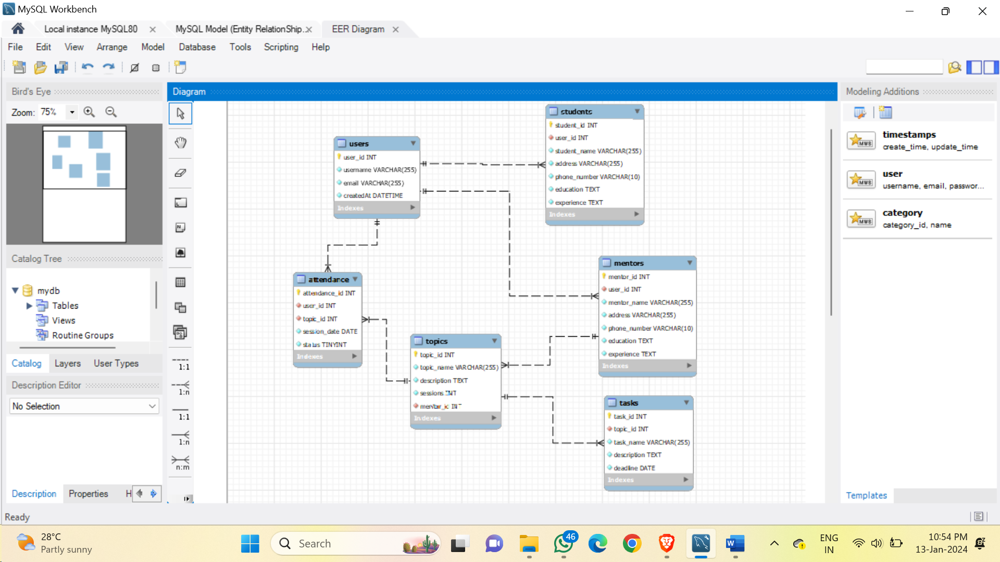 MySQL Workbench
Local instance MySQL80
MySQL Model (Entity RelationShip...
EER Diagram
File Edit View Arrange Model Database Tools Scripting Help
Bird's Eye
Zoom: 75%
Catalog Tree
mydb
Tables
Views
Routine Groups
Catalog Layers User Types
Description Editor
No Selection
Description Properties H
Ready
Diagram
1:1
1:n
1:1
1:n
n:m
users
user_id INT
username VARCHAR(255)
email VARCHAR(255)
createdAt DATETIME
Indexes
students
student_id INT
user_id INT
student_name VARCHAR(255)
address VARCHAR(255)
phone_number VARCHAR(10)
education TEXT
experience TEXT
Indexes
attendance
attendance_id INT
user_id INT
topic_id INT
session_date DATE
status TINYINT
Indexes
topics
topic_id INT
topic_name VARCHAR(255)
description TEXT
sessions INT
mentor_id INT
Indexes
mentors
mentor_id INT
user_id INT
mentor_name VARCHAR(255)
address VARCHAR(255)
phone_number VARCHAR(10)
education TEXT
experience TEXT
Indexes
tasks
task_id INT
topic_id INT
task_name VARCHAR(255)
description TEXT
deadline DATE
Indexes
Modeling Additions
MWB
timestamps
create_time, update_time
MWB
user
username, email, passwor...
MWB
category
category_id, name
Templates
28°C
Partly sunny
Search
46
W
ENG
IN
10:54 PM
13-Jan-2024